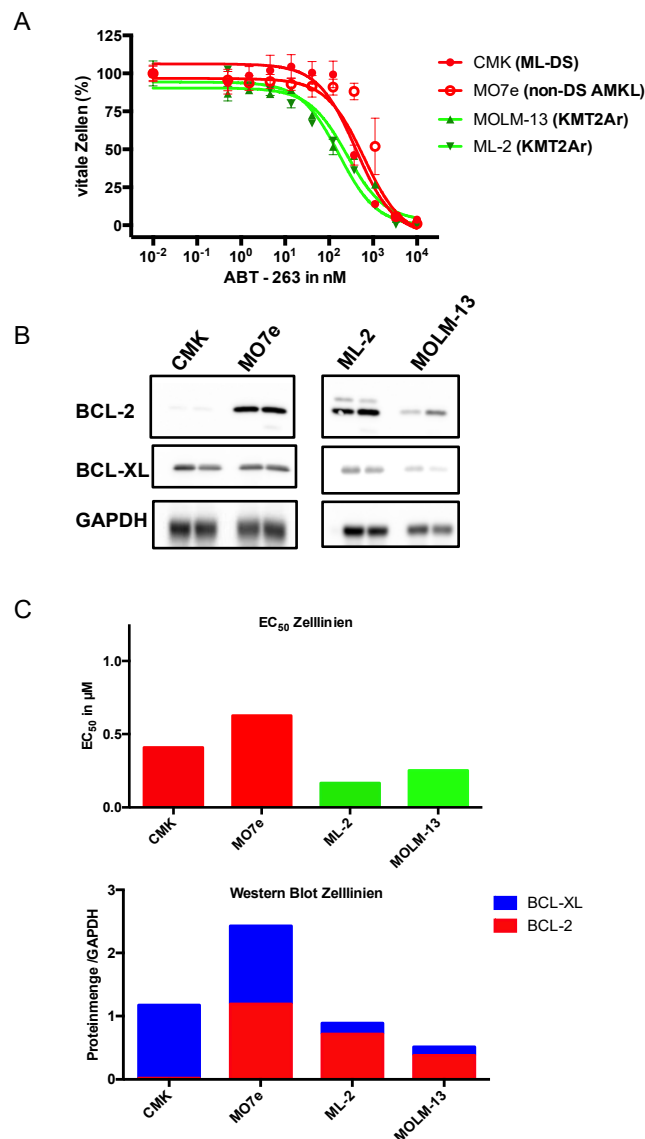 A
125
100
75
50
25
0
vitale Zellen (%)
10-2 10-1 100 101 102 103 104
ABT - 263 in nM
CMK (ML-DS)
MO7e (non-DS AMKL)
MOLM-13 (KMT2Ar)
ML-2 (KMT2Ar)
B
CMK MO7e ML-2 MOLM-13
BCL-2
BCL-XL
GAPDH
C
EC50 Zelllinien
1.0
0.5
0.0
EC50 in µM
CMK MO7e ML-2 MOLM-13
Western Blot Zelllinien
3
2
1
0
Proteinmenge /GAPDH
CMK MO7e ML-2 MOLM-13
BCL-XL
BCL-2